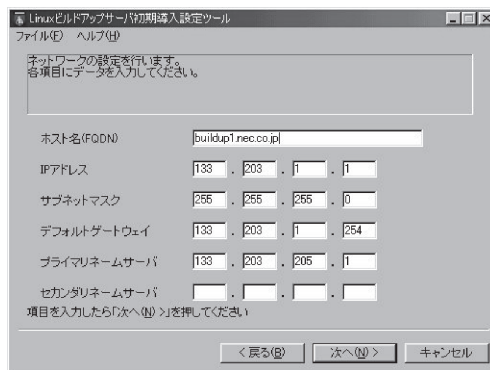 Linuxビルドアップサーバ初期導入設定ツール
ファイル(F) ヘルプ(H)
ネットワークの設定を行います。
各項目にデータを入力してください。
ホスト名(FQDN) buildup1.nec.co.jp
IPアドレス 133 . 203 . 1 . 1
サブネットマスク 255 . 255 . 255 . 0
デフォルトゲートウェイ 133 . 203 . 1 . 254
プライマリネームサーバ 133 . 203 . 205 . 1
セカンダリネームサーバ . . .
項目を入力したら「次へ(N) >」を押してください
< 戻る(B) 次へ(N) > キャンセル